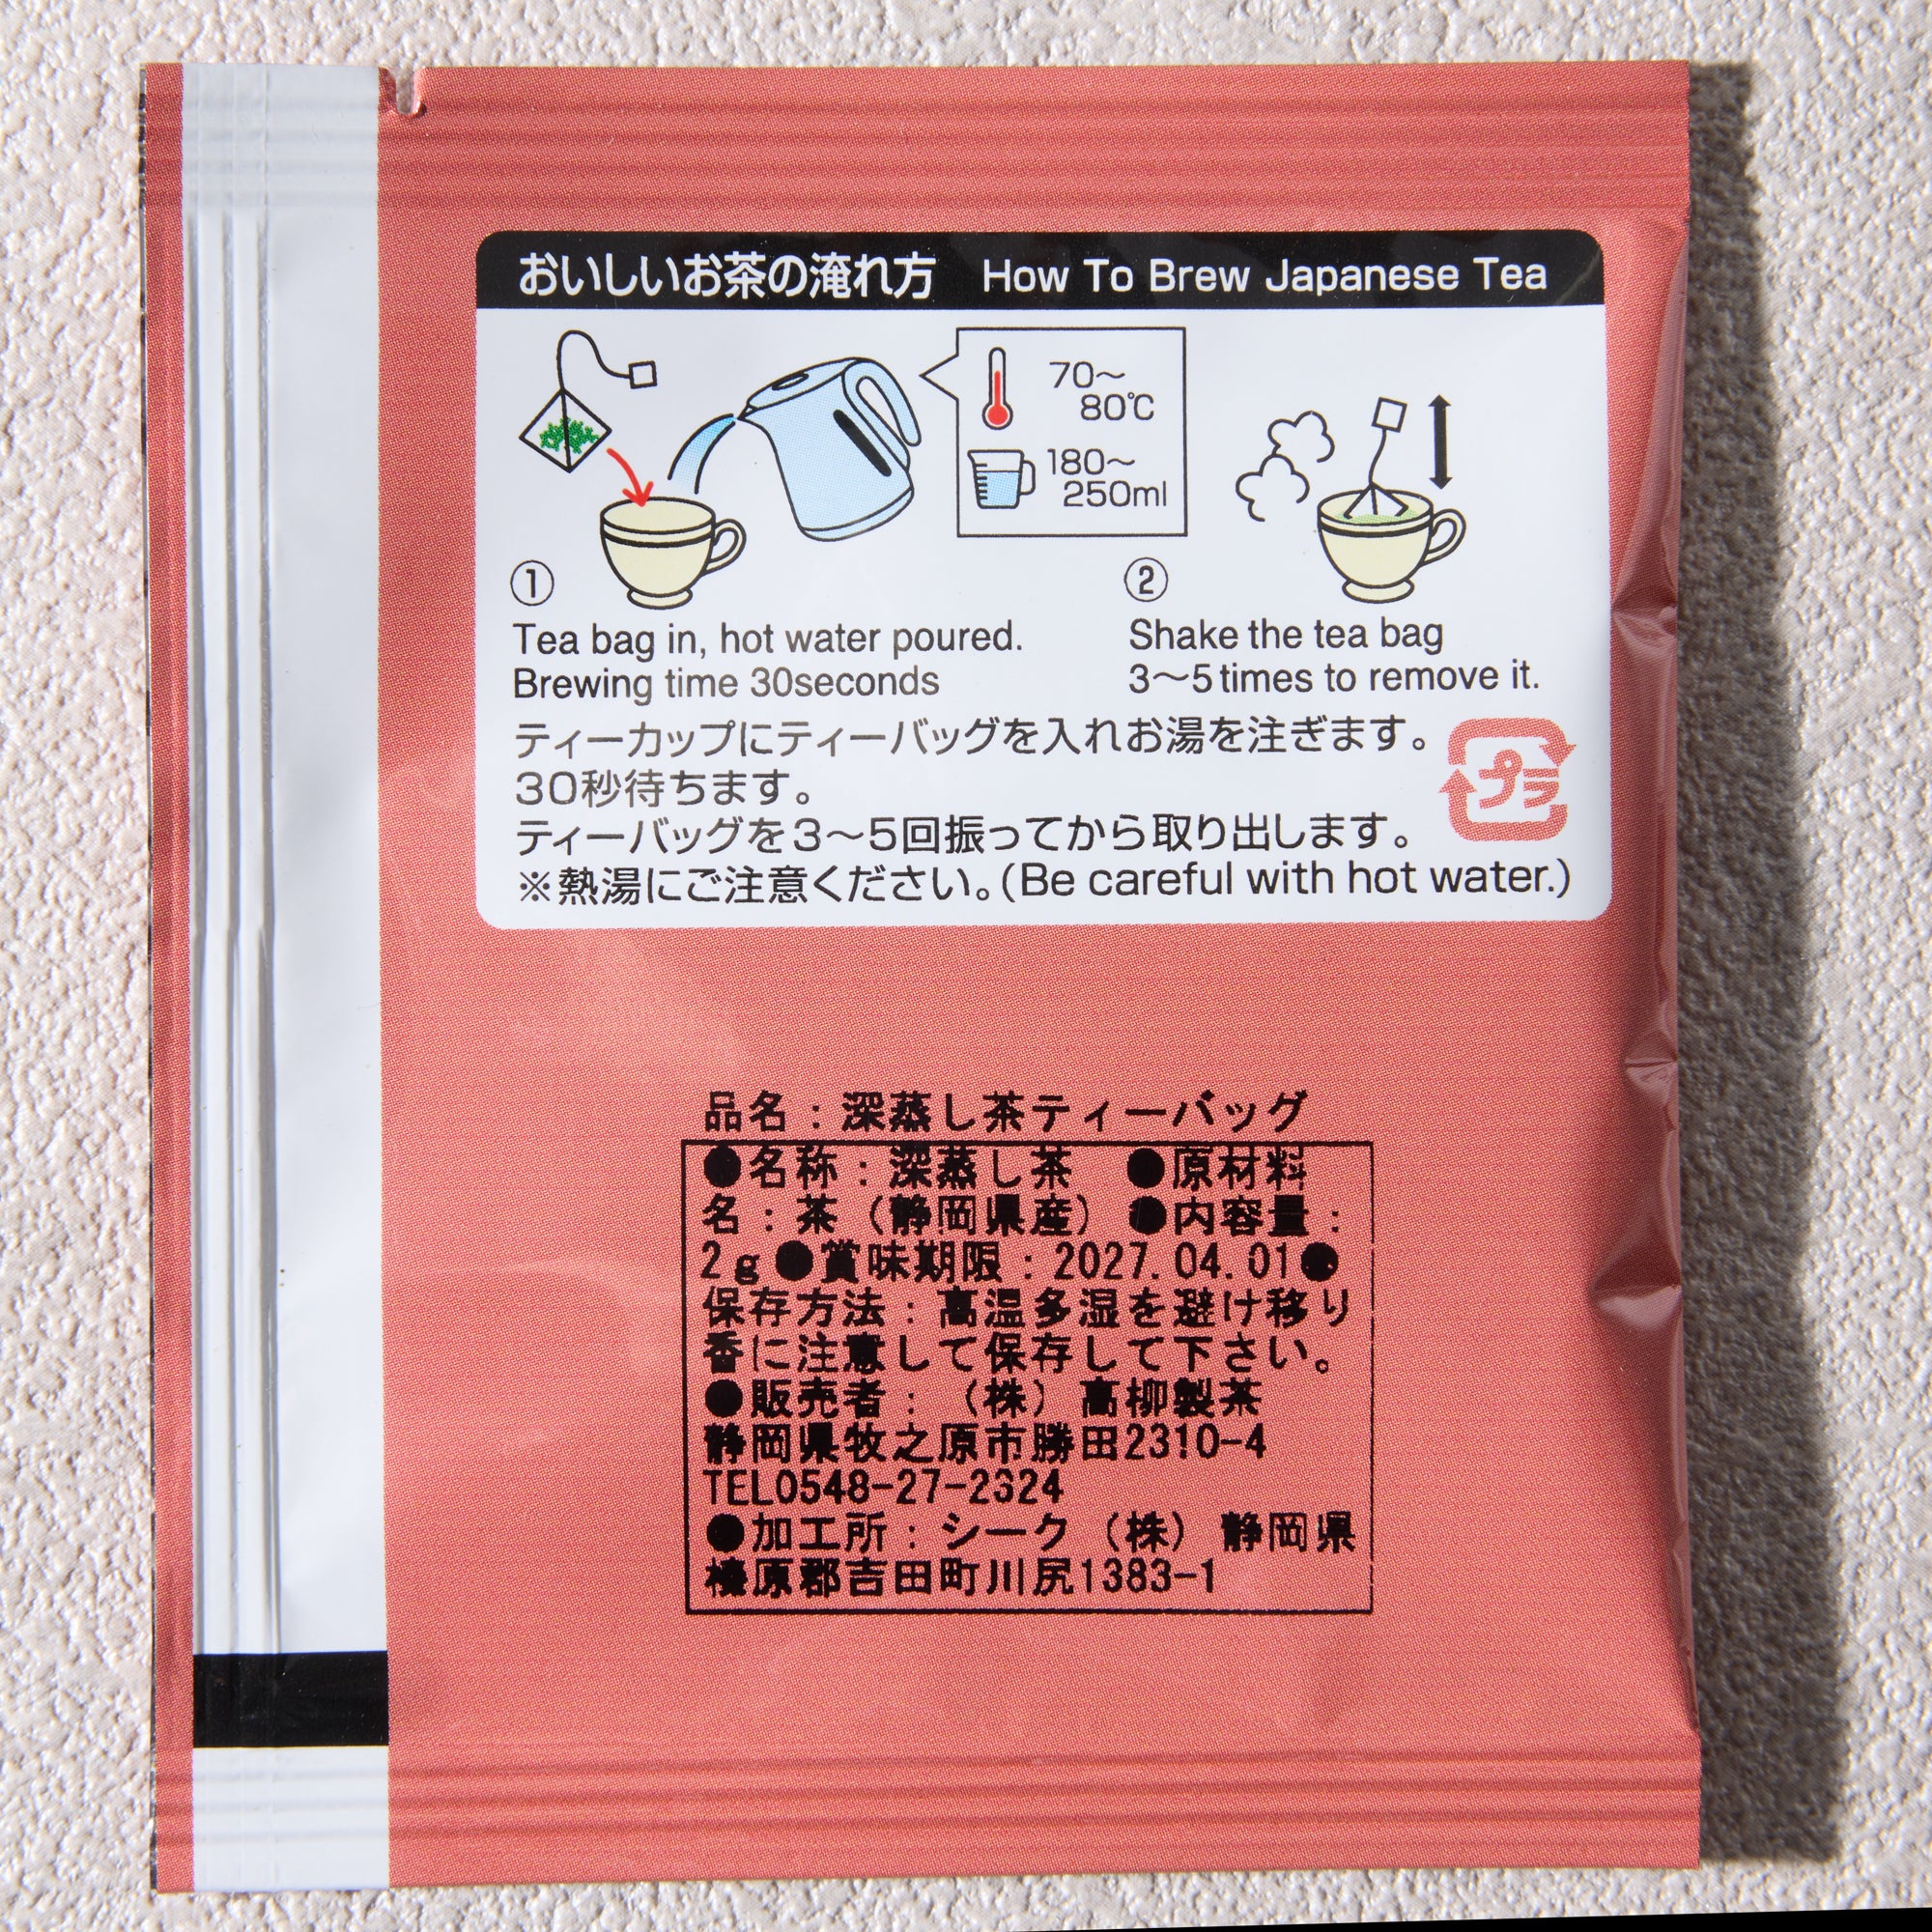 おいしいお茶の淹れ方 How To Brew Japanese Tea
70〜
80℃
180〜
250ml
①
Tea bag in, hot water poured.
Brewing time 30seconds
②
Shake the tea bag
3〜5 times to remove it.
ティーカップにティーバッグを入れお湯を注ぎます。
30秒待ちます。
ティーバッグを3〜5回振ってから取り出します。
※熱湯にご注意ください。(Be careful with hot water.)
プラ
品名：深蒸し茶ティーバッグ
●名称：深蒸し茶 ●原材料
名：茶（静岡県産）●内容量：
2g●賞味期限：2027.04.01●
保存方法：高温多湿を避け移り
香に注意して保存して下さい。
●販売者：（株）高柳製茶
静岡県牧之原市勝田2310-4
TEL0548-27-2324
●加工所：シーク（株）静岡県
榛原郡吉田町川尻1383-1